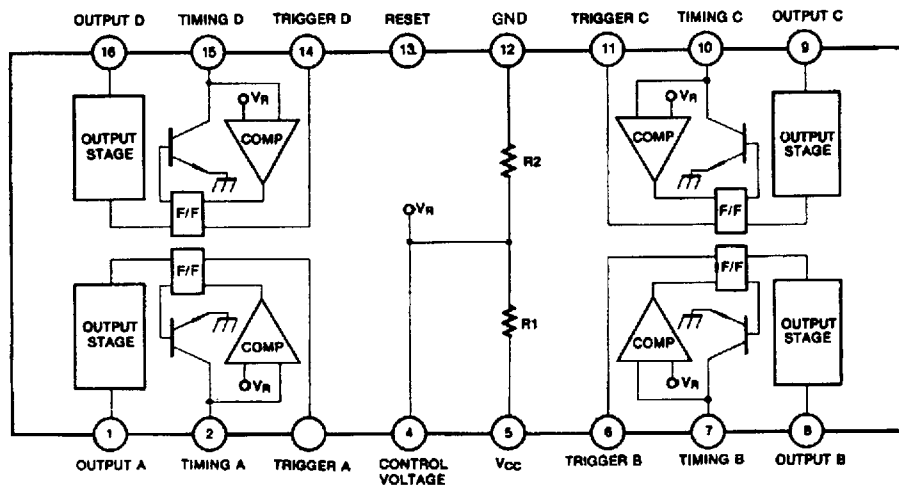 OUTPUT D TIMING D TRIGGER D RESET GND TRIGGER C TIMING C OUTPUT C
16 15 14 13 12 11 10 9
VR VR
OUTPUT STAGE COMP COMP OUTPUT STAGE
R2
F/F VR F/F
F/F F/F
OUTPUT STAGE COMP R1 COMP OUTPUT STAGE
VR VR
1 2 4 5 6 7 8
OUTPUT A TIMING A TRIGGER A CONTROL VOLTAGE VCC TRIGGER B TIMING B OUTPUT B